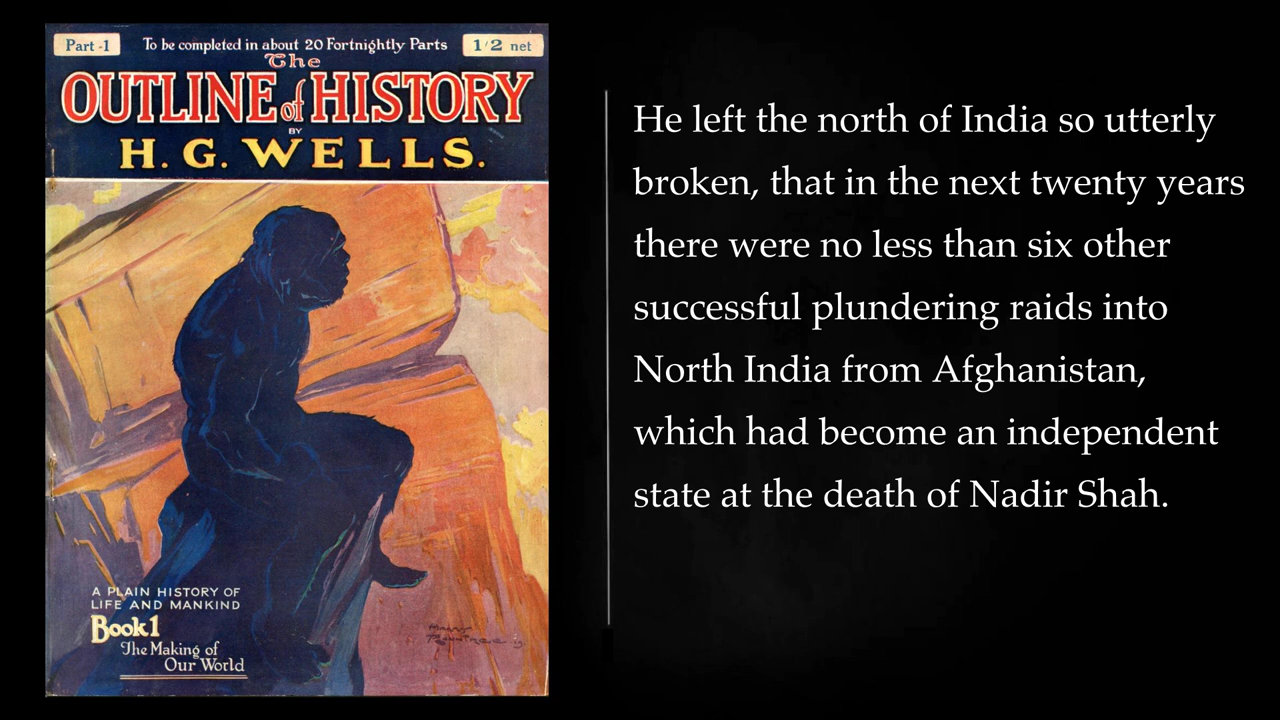 Part -1
To be completed in about 20 Fortnightly Parts
1/2 net
The
OUTLINE of HISTORY
BY
H. G. WELLS.
A PLAIN HISTORY OF
LIFE AND MANKIND
Book 1
The Making of
Our World
He left the north of India so utterly
broken, that in the next twenty years
there were no less than six other
successful plundering raids into
North India from Afghanistan,
which had become an independent
state at the death of Nadir Shah.